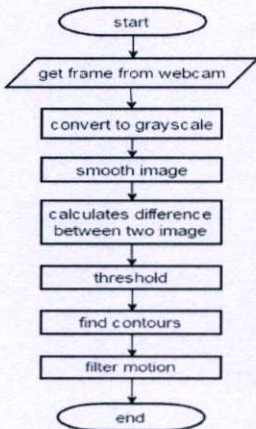 start
get frame from webcam
convert to grayscale
smooth image
calculates difference
between two image
threshold
find contours
filter motion
end